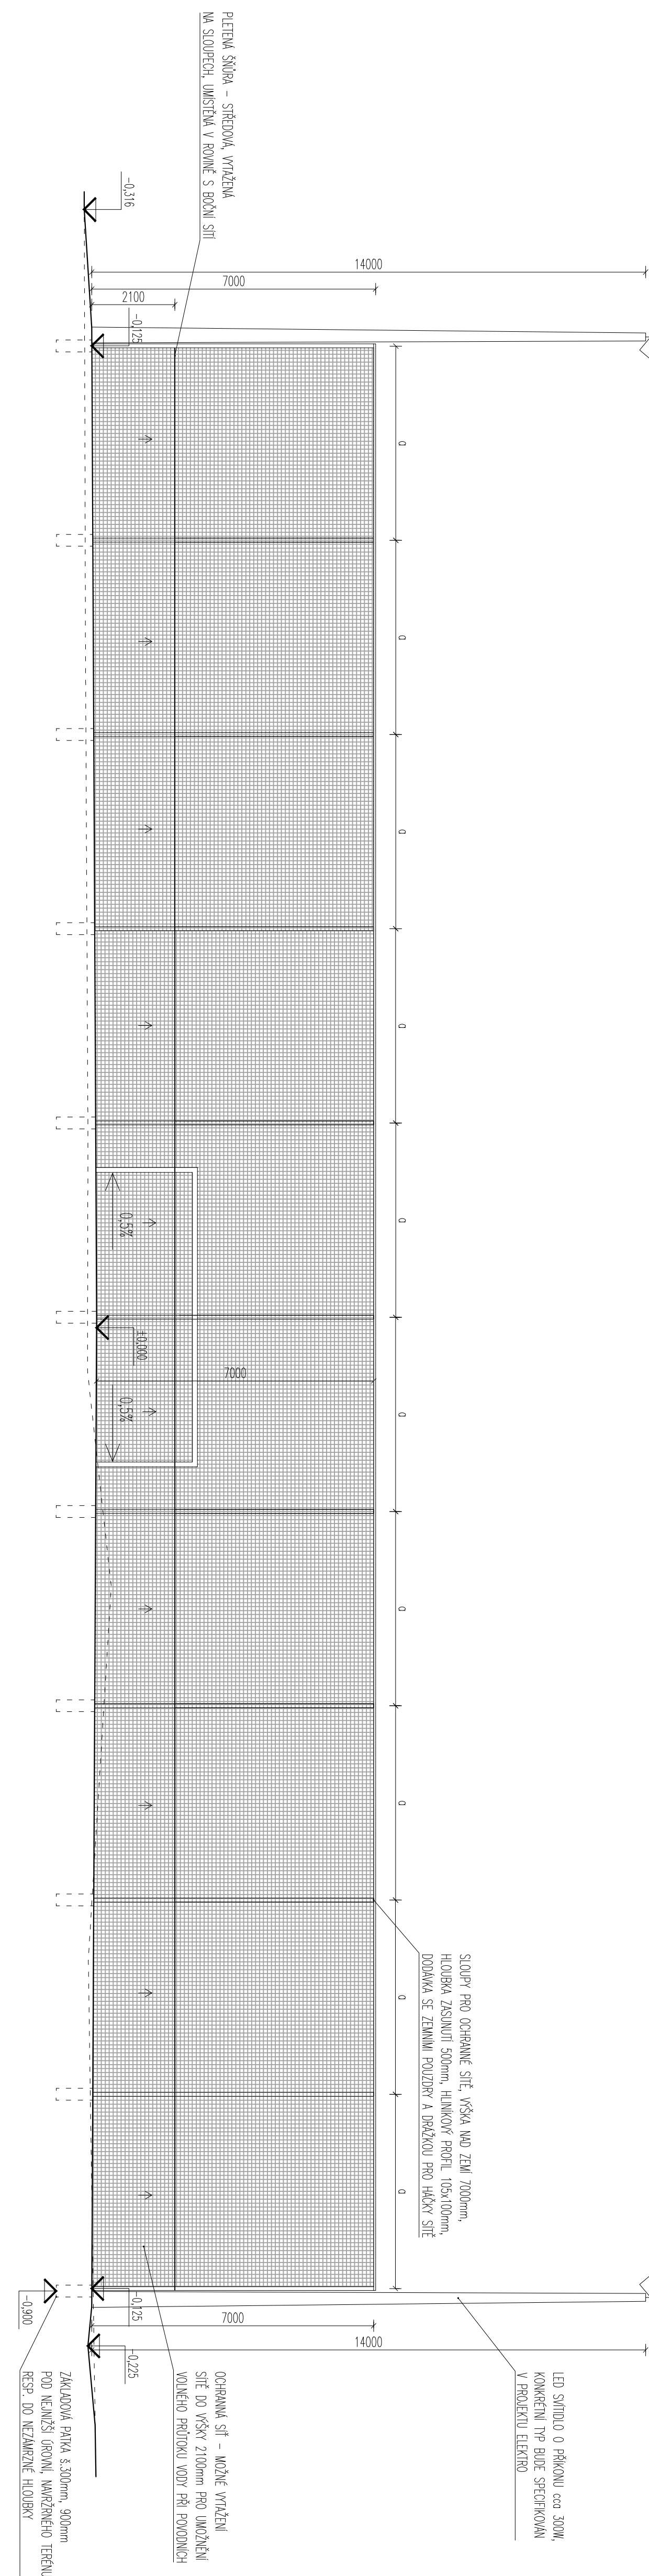 PLETENÁ ŠŇŮRA – STŘEDOVÁ, VYTAŽENÁ
NA SLOUPECH, UMÍSTĚNÁ V ROVINĚ S BOČNÍ SÍTÍ
-0,316
14000
7000
2100
-0,125
a
a
a
a
a
a
a
a
a
a
0,5%
±0,000
7000
0,5%
SLOUPY PRO OCHRANNÉ SÍTĚ, VÝŠKA NAD ZEMÍ 7000mm,
HLOUBKA ZASUNUTÍ 500mm, HLINÍKOVÝ PROFIL 105x100mm,
DODÁVKA SE ZEMNÍMI POUZDRY A DRÁŽKOU PRO HÁČKY SÍTĚ
-0,900
-0,125
7000
14000
-0,225
LED SVÍTIDLO O PŘÍKONU cca 300W,
KONKRÉTNÍ TYP BUDE SPECIFIKOVÁN
V PROJEKTU ELEKTRO
OCHRANNÁ SÍŤ – MOŽNÉ VYTAŽENÍ
SÍTĚ DO VÝŠKY 2100mm PRO UMOŽNĚNÍ
VOLNÉHO PRŮTOKU VODY PŘI POVODNÍCH
ZÁKLADOVÁ PATKA š.300mm, 900mm
POD NEJNIŽŠÍ ÚROVNÍ, NAVRŽRNÉHO TERÉNU
RESP. DO NEZÁMRZNÉ HLOUBKY